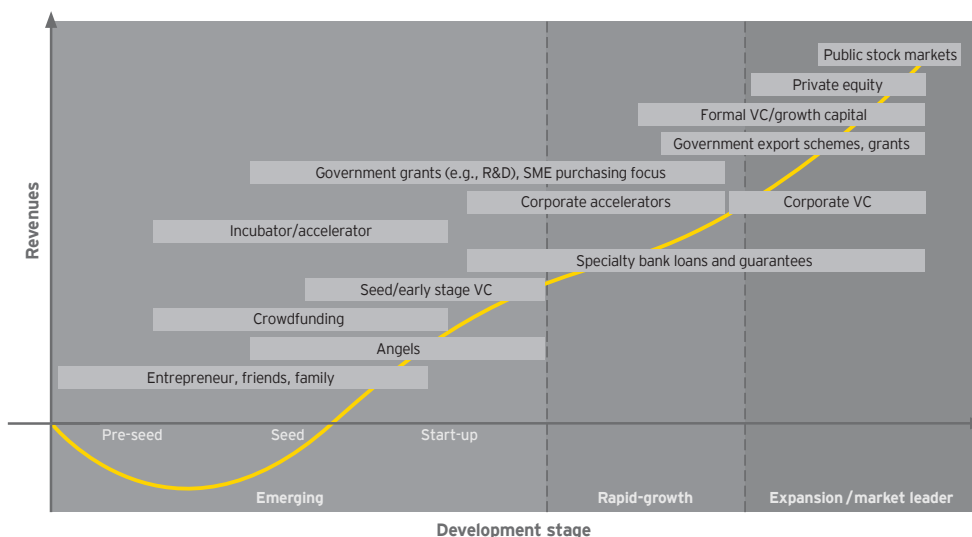 Public stock markets
Private equity
Formal VC/growth capital
Government export schemes, grants
Government grants (e.g., R&D), SME purchasing focus
Corporate accelerators
Corporate VC
Incubator/accelerator
Specialty bank loans and guarantees
Seed/early stage VC
Crowdfunding
Angels
Entrepreneur, friends, family
Revenues
Pre-seed
Seed
Start-up
Emerging
Rapid-growth
Expansion/market leader
Development stage